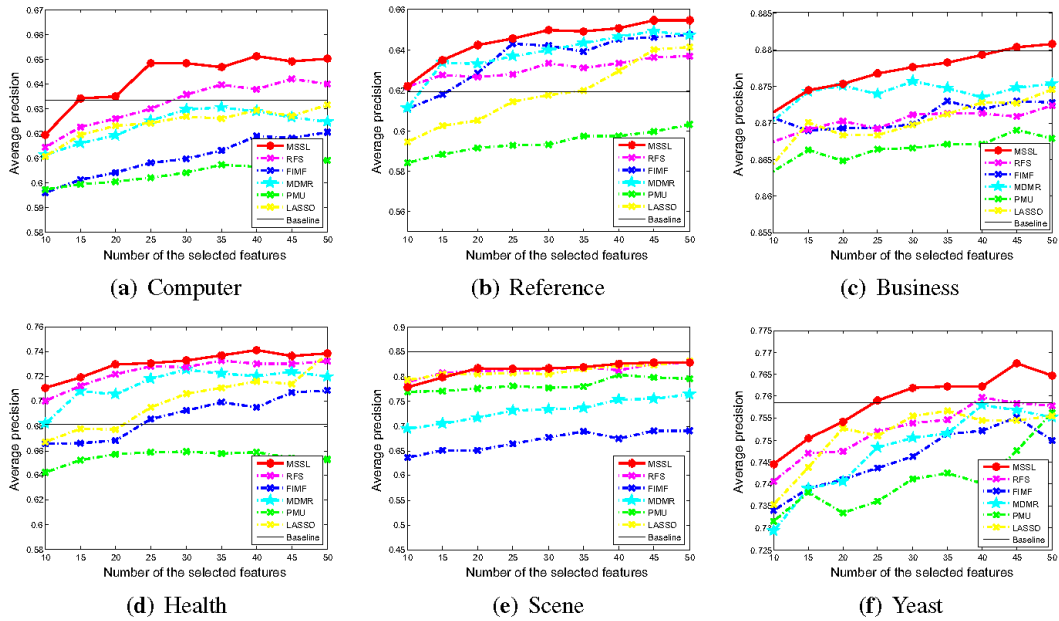 Average precision
0.67
0.66
0.65
0.64
0.63
0.62
0.61
0.6
0.59
0.58
10 15 20 25 30 35 40 45 50
MSSL
RFS
FIMF
MDMR
PMU
LASSO
Baseline
Number of the selected features
(a) Computer
Average precision
0.66
0.64
0.62
0.6
0.58
0.56
10 15 20 25 30 35 40 45 50
MSSL
RFS
FIMF
MDMR
PMU
LASSO
Baseline
Number of the selected features
(b) Reference
Average precision
0.885
0.88
0.875
0.87
0.865
0.86
0.855
10 15 20 25 30 35 40 45 50
MSSL
RFS
FIMF
MDMR
PMU
LASSO
Baseline
Number of the selected features
(c) Business
Average precision
0.76
0.74
0.72
0.7
0.68
0.66
0.64
0.62
0.6
0.58
10 15 20 25 30 35 40 45 50
MSSL
RFS
FIMF
MDMR
PMU
LASSO
Baseline
Number of the selected features
(d) Health
Average precision
0.9
0.85
0.8
0.75
0.7
0.65
0.6
0.55
0.5
0.45
10 15 20 25 30 35 40 45 50
MSSL
RFS
FIMF
MDMR
PMU
LASSO
Baseline
Number of the selected features
(e) Scene
Average precision
0.775
0.77
0.765
0.76
0.755
0.75
0.745
0.74
0.735
0.73
0.725
10 15 20 25 30 35 40 45 50
MSSL
RFS
FIMF
MDMR
PMU
LASSO
Baseline
Number of the selected features
(f) Yeast